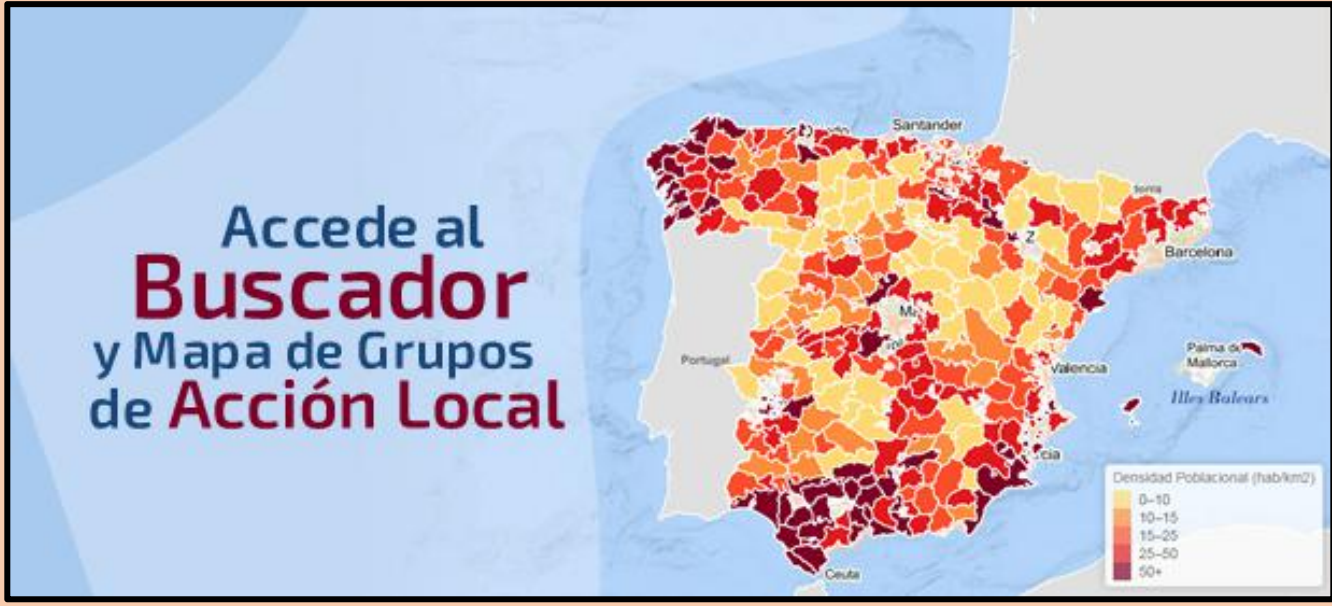 Accede al
Buscador
y Mapa de Grupos
de Acción Local
Santander
Barcelona
Portugal
Valencia
Palma de
Mallorca
Illes Balears
Ceuta
Densidad Poblacional (hab/km2)
0–10
10–15
15–25
25–50
50+